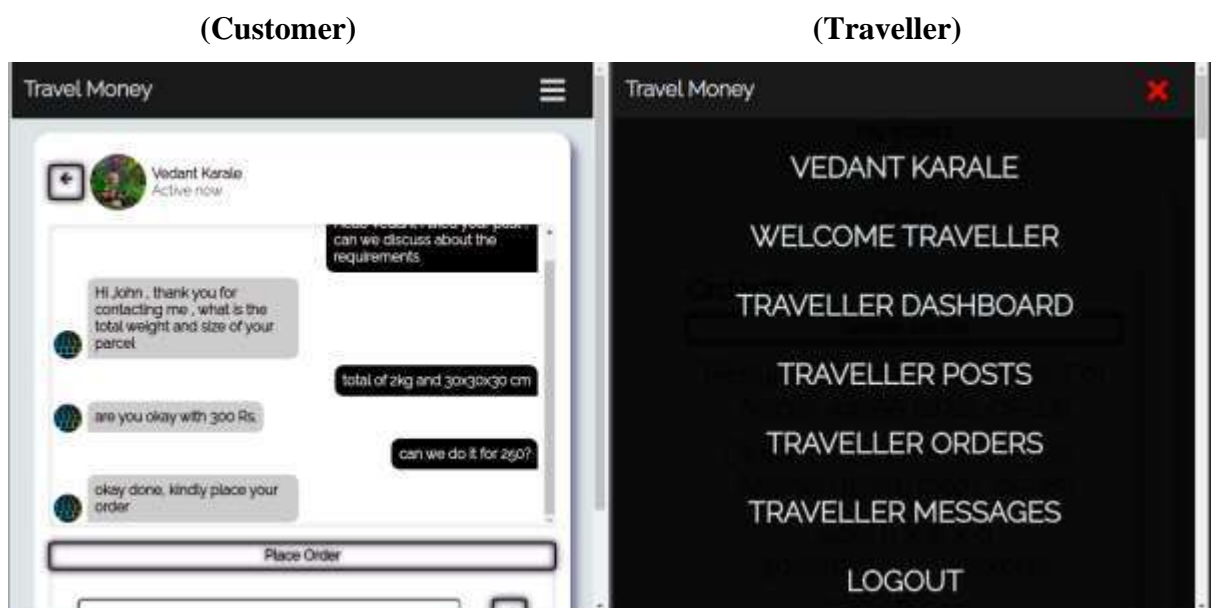 (Customer)
(Traveller)
Travel Money
Vedant Karale
Active now
can we discuss about the
requirements
Hi John , thank you for
contacting me , what is the
total weight and size of your
parcel
total of 2kg and 30x30x30 cm
are you okay with 300 Rs.
can we do it for 250?
okay done, kindly place your
order
Place Order
Travel Money
VEDANT KARALE
WELCOME TRAVELLER
TRAVELLER DASHBOARD
TRAVELLER POSTS
TRAVELLER ORDERS
TRAVELLER MESSAGES
LOGOUT